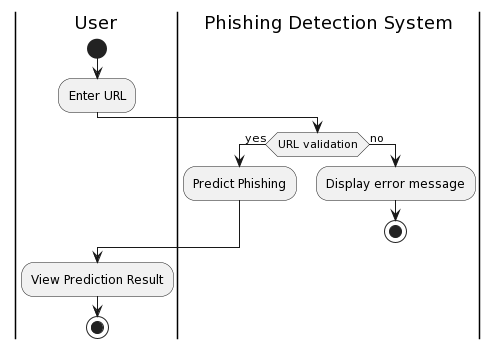 User
Phishing Detection System
Enter URL
yes
URL validation
no
Predict Phishing
Display error message
View Prediction Result